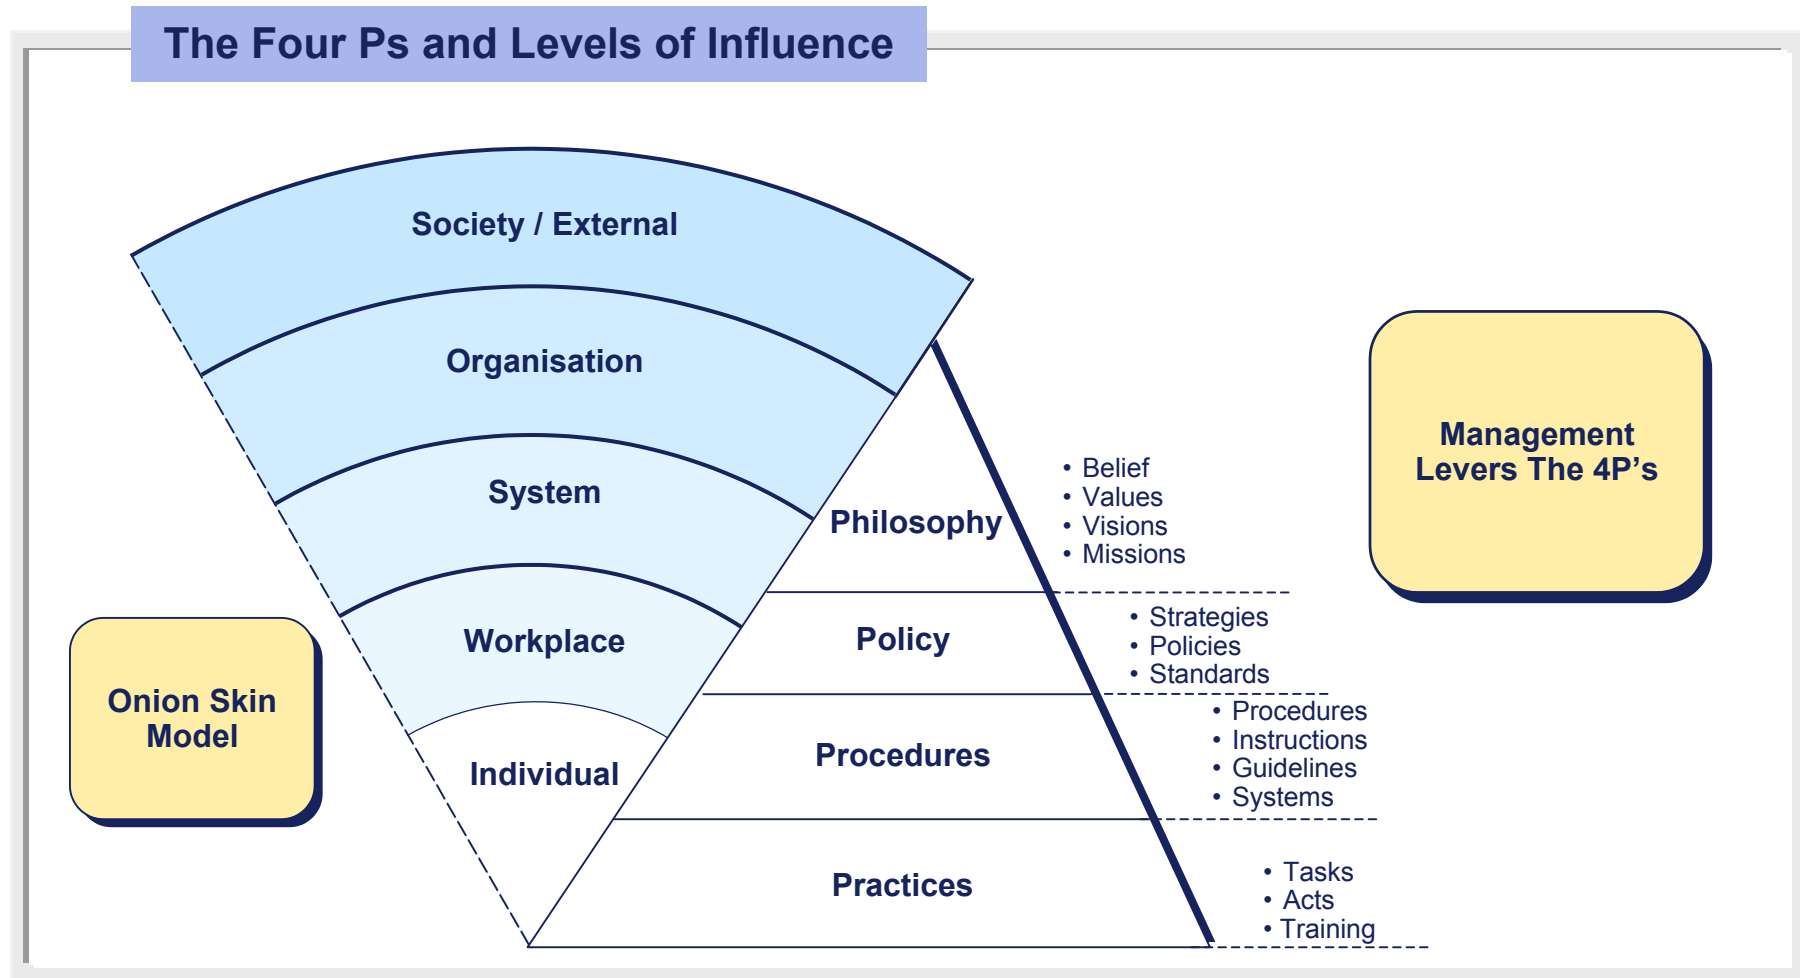 The Four Ps and Levels of Influence
Society / External
Organisation
System
Workplace
Individual
Onion Skin
Model
Philosophy
• Belief
• Values
• Visions
• Missions
Policy
• Strategies
• Policies
• Standards
Procedures
• Procedures
• Instructions
• Guidelines
• Systems
Practices
• Tasks
• Acts
• Training
Management
Levers The 4P’s